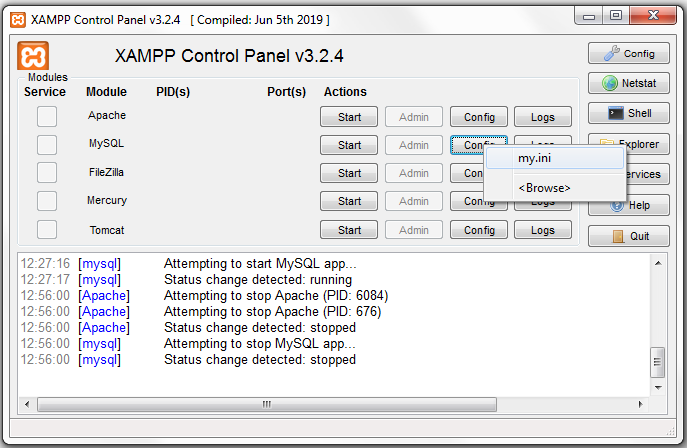 XAMPP Control Panel v3.2.4 [ Compiled: Jun 5th 2019 ]
XAMPP Control Panel v3.2.4
Config
Netstat
Shell
Explorer
ervices
Help
Quit
Modules
Service Module PID(s) Port(s) Actions
Apache Start Admin Config Logs
MySQL Start Admin Config Logs
FileZilla Start Admin
Mercury Start Admin Config Logs
Tomcat Start Admin Config Logs
my.ini
<Browse>
12:27:16 [mysql] Attempting to start MySQL app...
12:27:17 [mysql] Status change detected: running
12:56:00 [Apache] Attempting to stop Apache (PID: 6084)
12:56:00 [Apache] Attempting to stop Apache (PID: 676)
12:56:00 [Apache] Status change detected: stopped
12:56:00 [mysql] Attempting to stop MySQL app...
12:56:00 [mysql] Status change detected: stopped